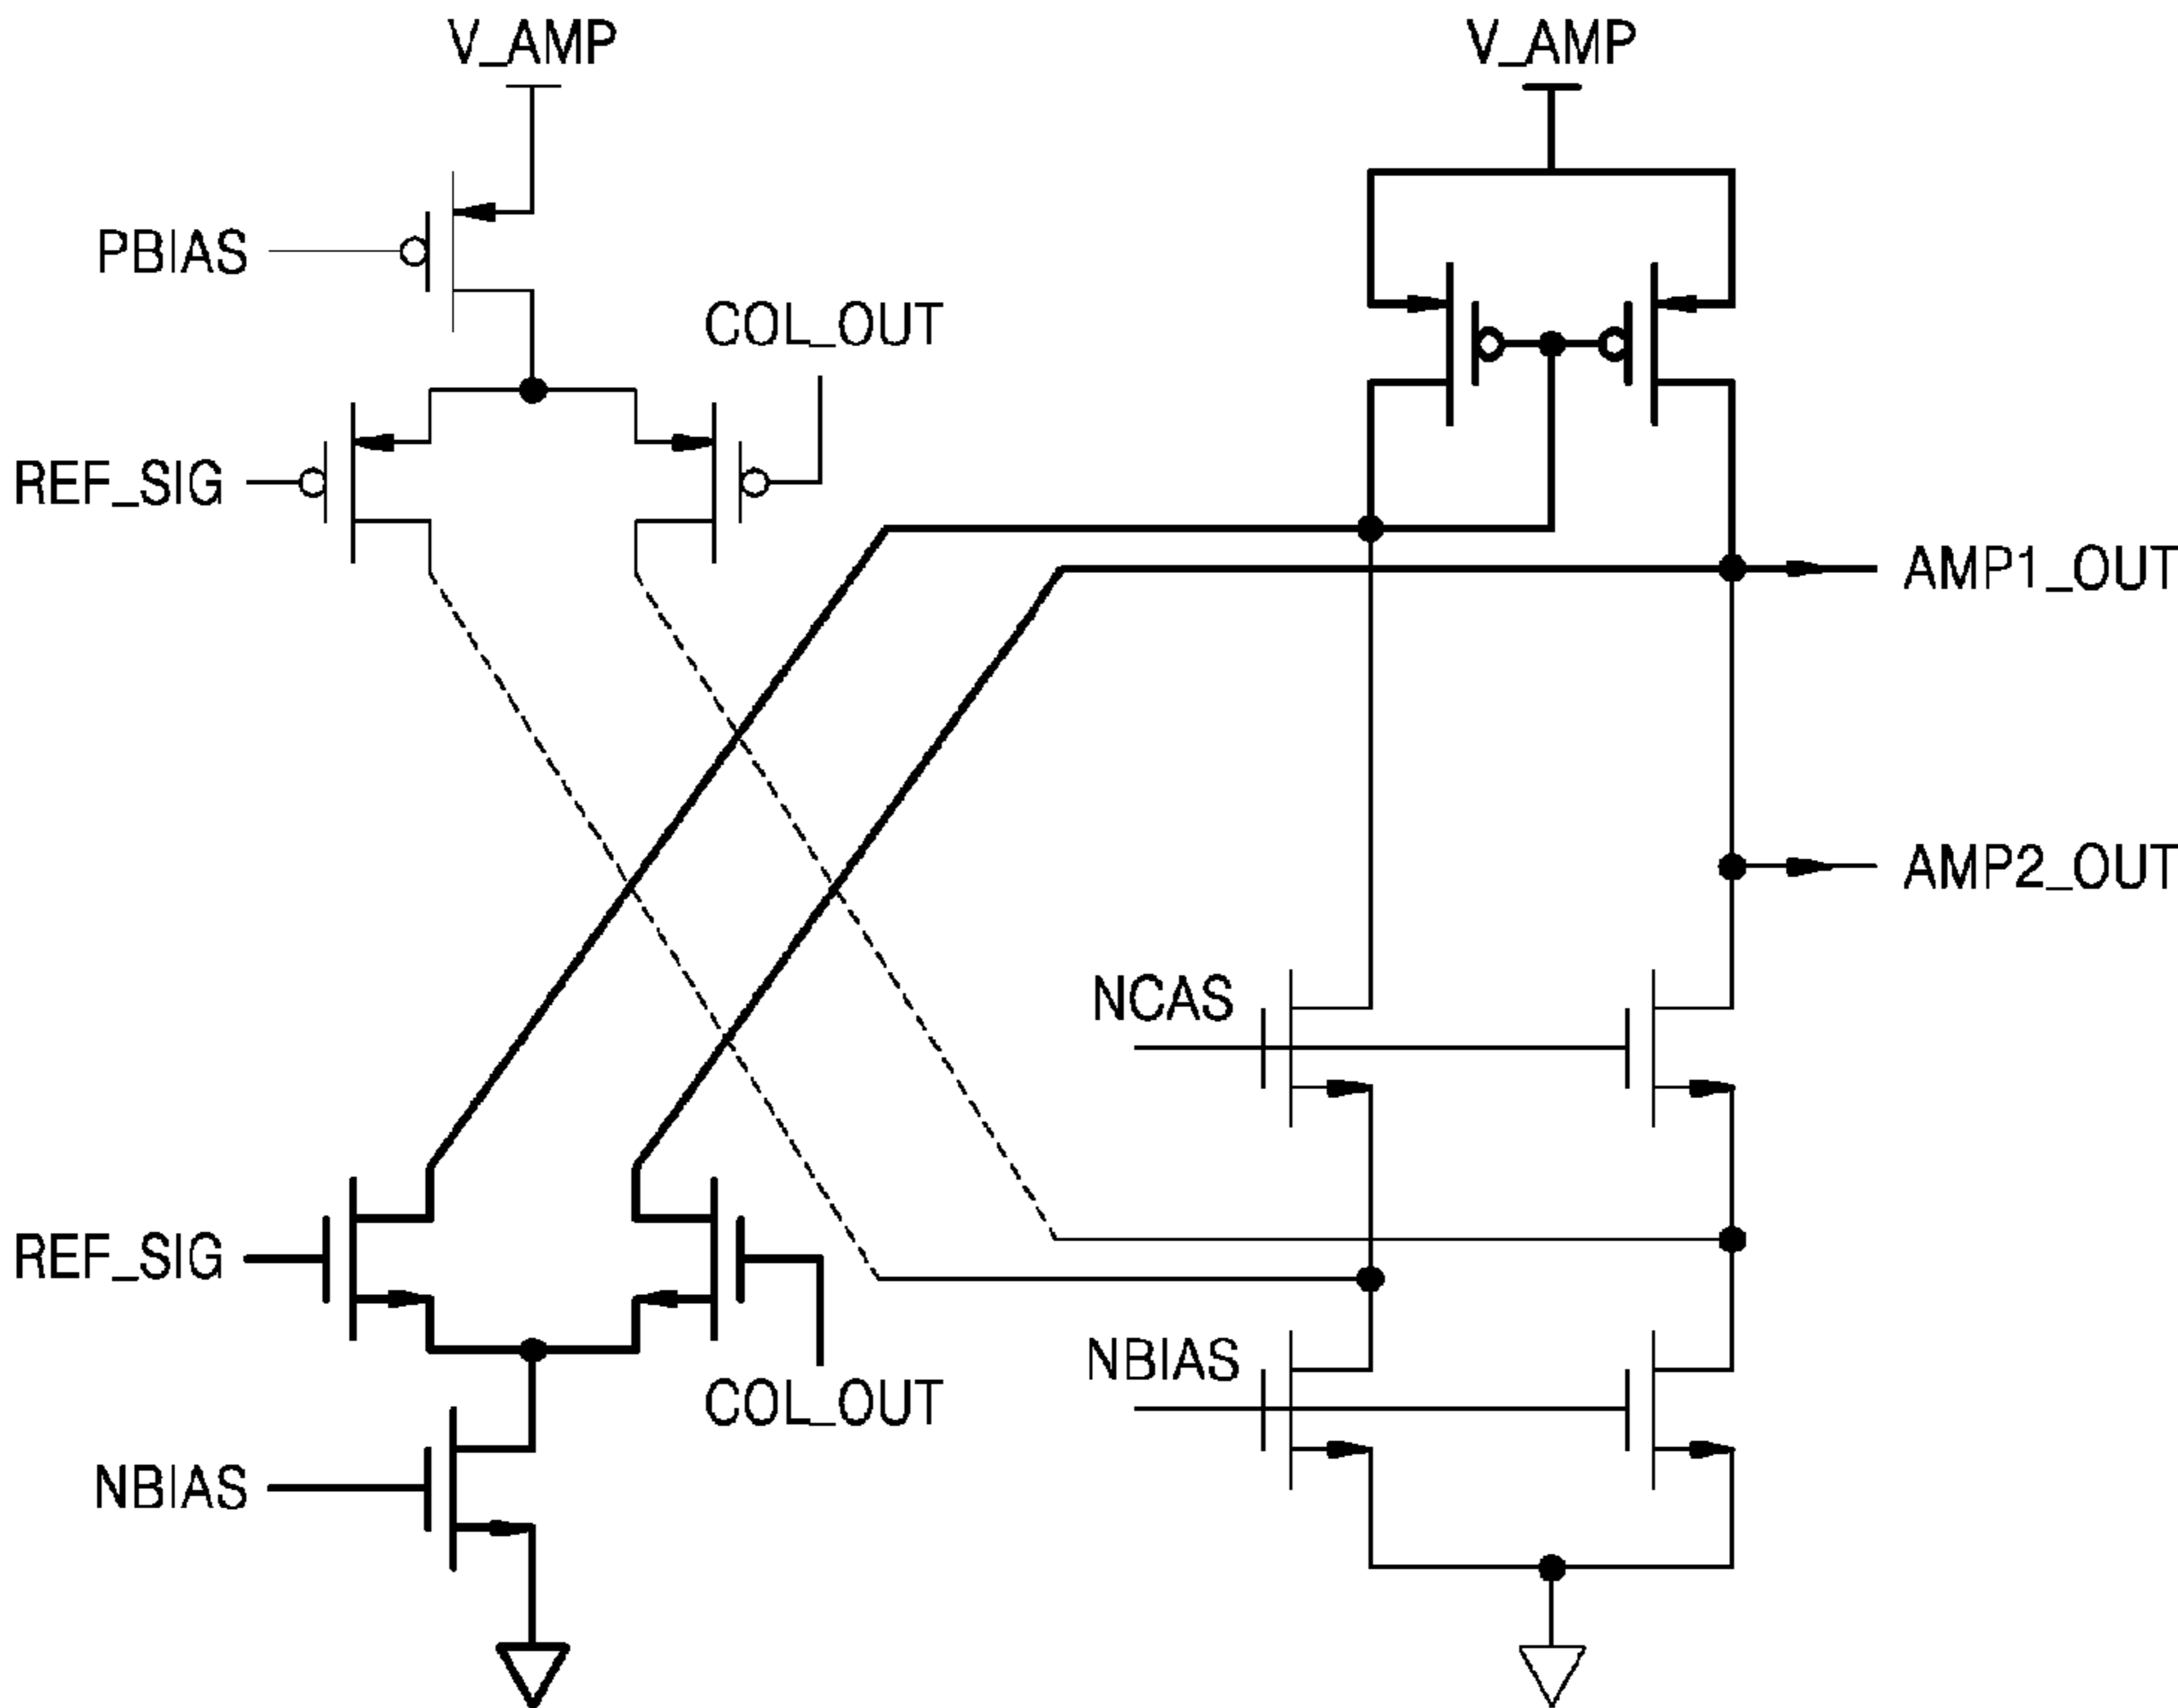 V_AMP
V_AMP
PBIAS
COL_OUT
REF_SIG
AMP1_OUT
AMP2_OUT
NCAS
REF_SIG
NBIAS
COL_OUT
NBIAS